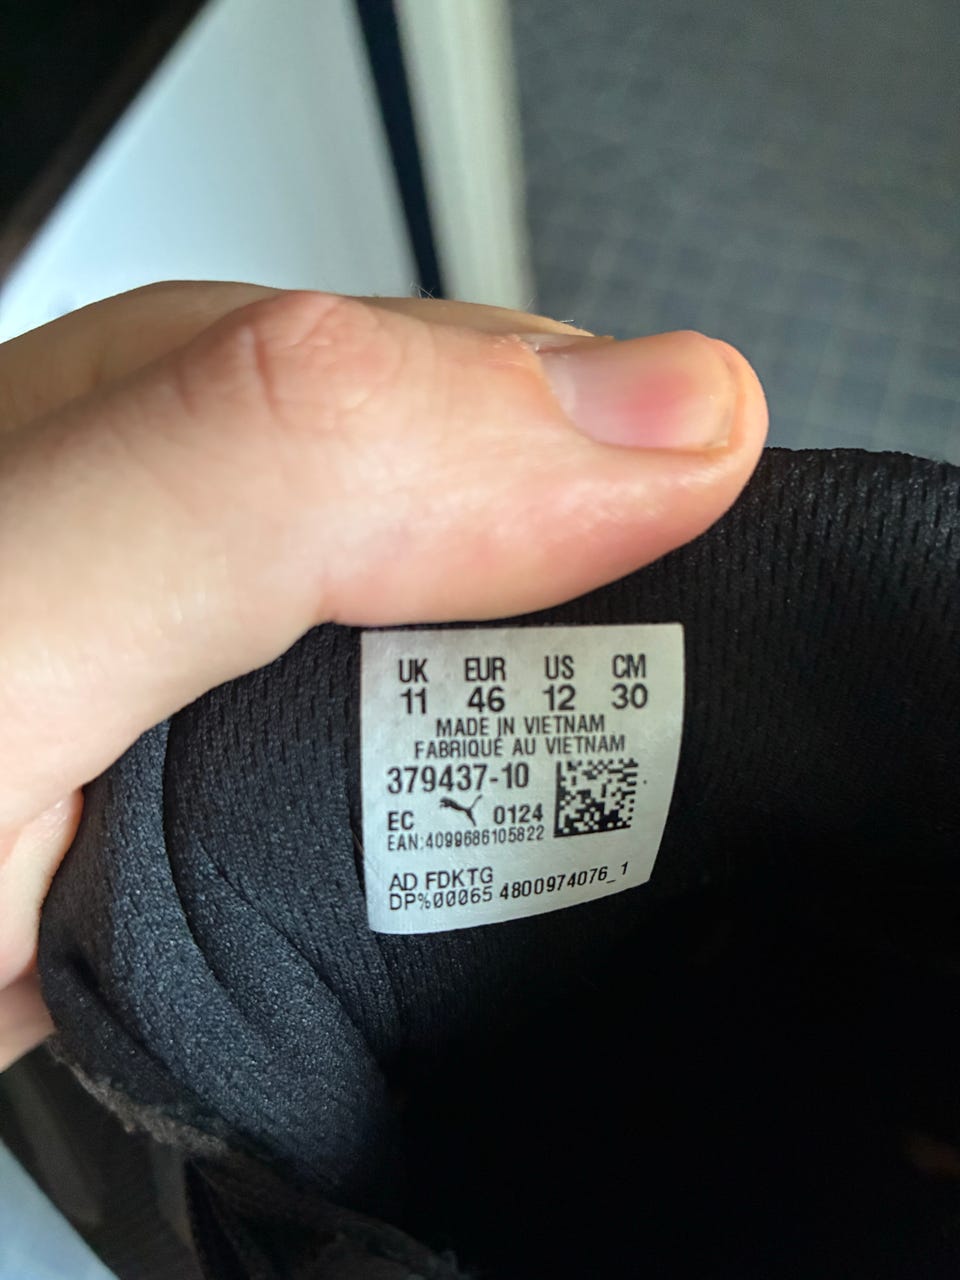 UK EUR US CM
11 46 12 30
MADE IN VIETNAM
FABRIQUÉ AU VIETNAM
379437-10
EC 0124
EAN:4099686105822
AD FDKTG
DP%00065 4800974076_1